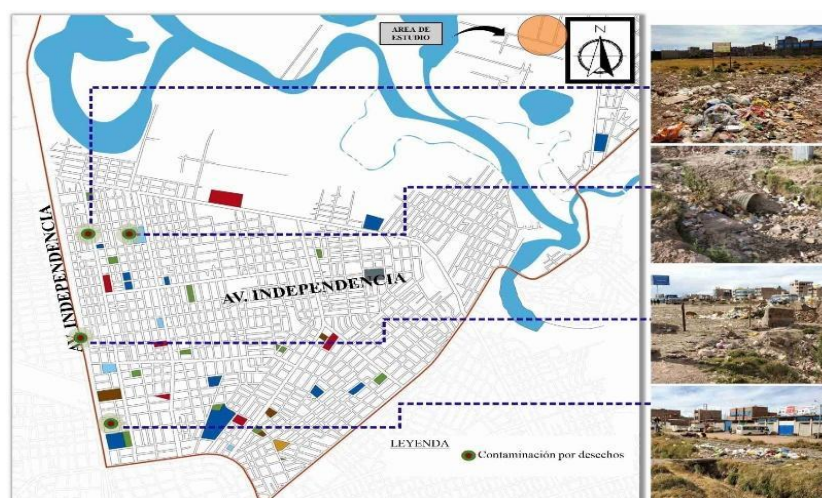 AREA DE
ESTUDIO
N
AV. INDEPENDENCIA
AV. INDEPENDENCIA
LEYENDA
Contaminación por desechos